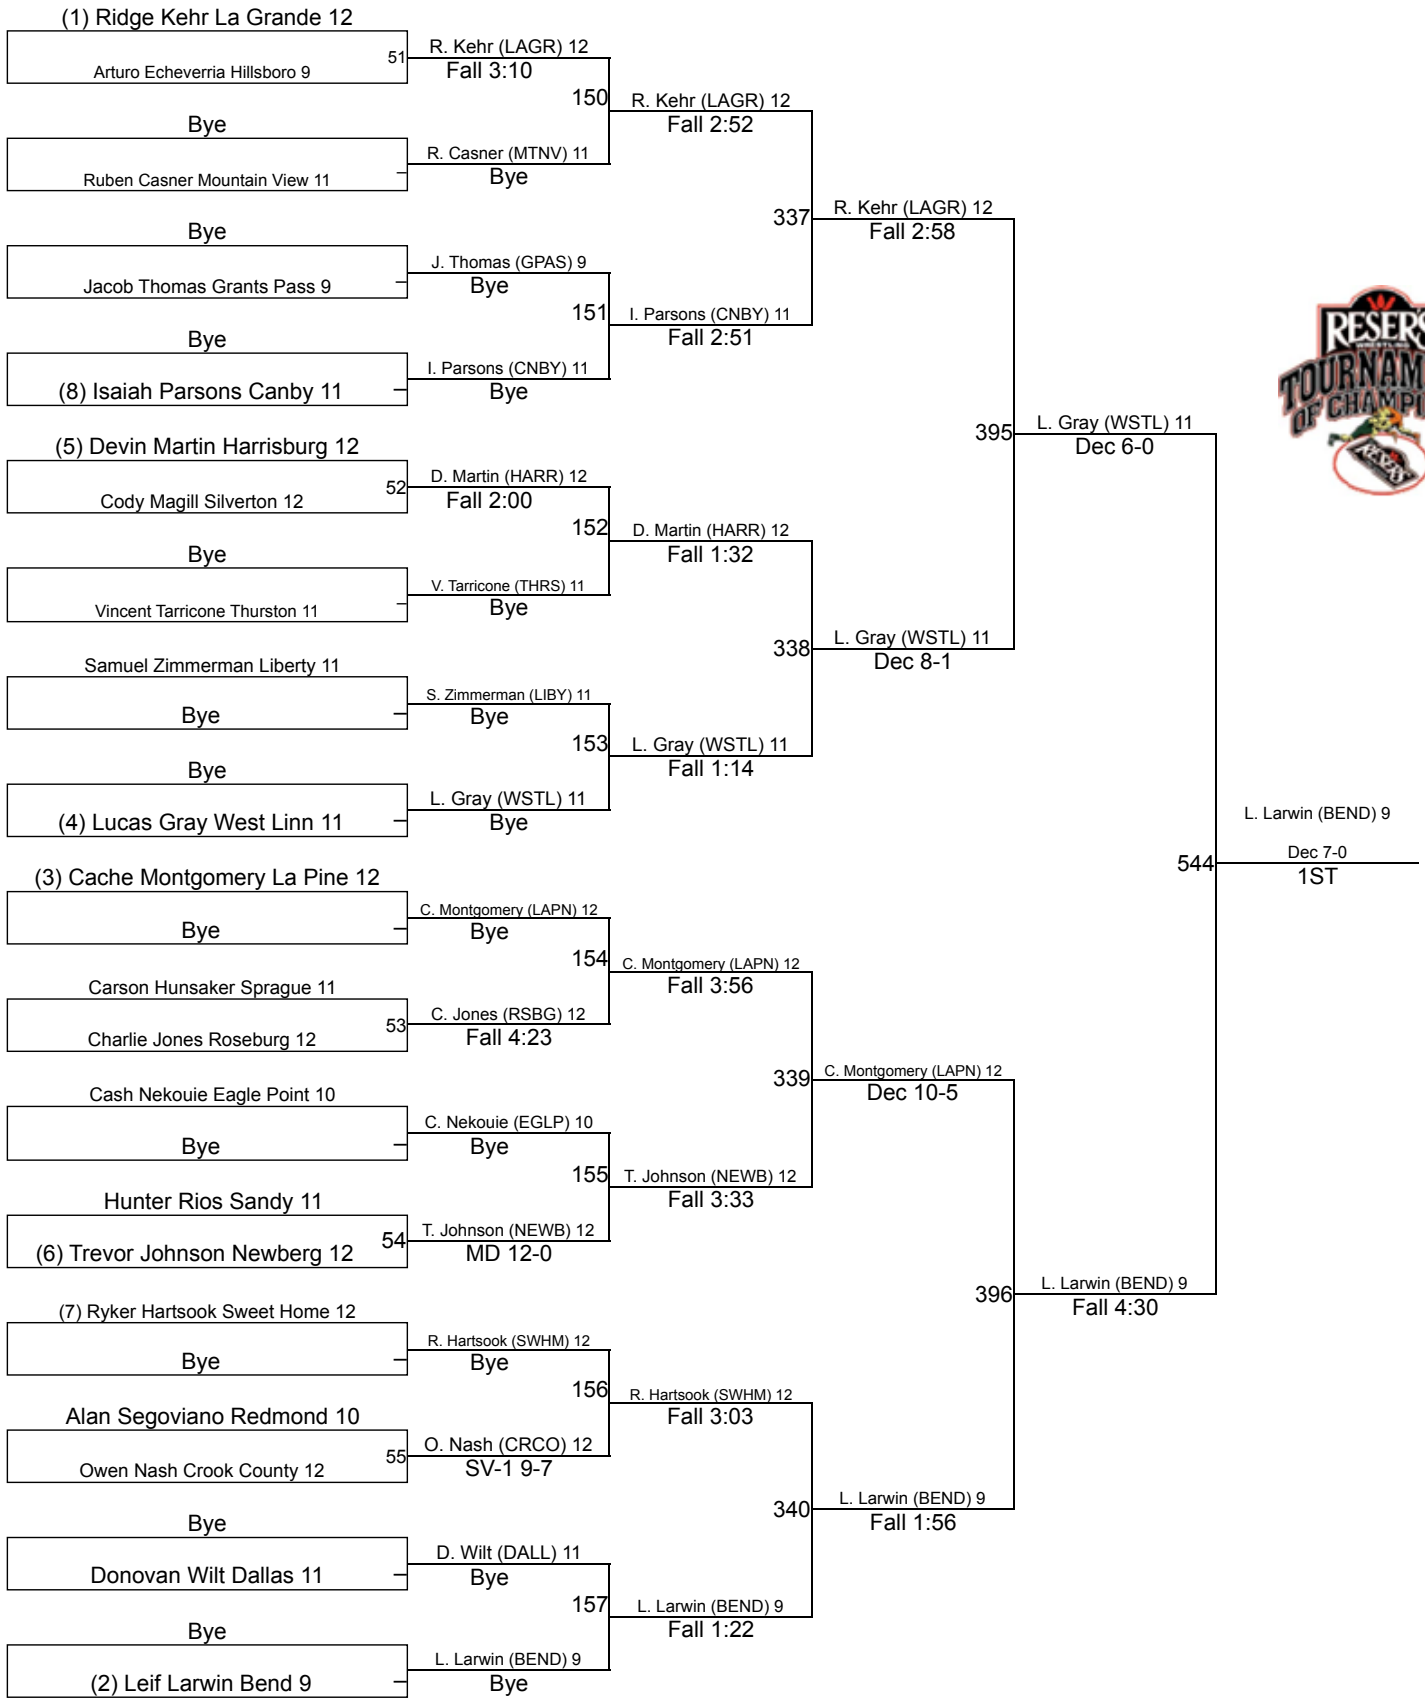 (1) Ridge Kehr La Grande 12
51
Arturo Echeverria Hillsboro 9
R. Kehr (LAGR) 12
Fall 3:10
150
R. Kehr (LAGR) 12
Fall 2:52
Bye
Ruben Casner Mountain View 11
R. Casner (MTNV) 11
Bye
337
R. Kehr (LAGR) 12
Fall 2:58
Bye
Jacob Thomas Grants Pass 9
J. Thomas (GPAS) 9
Bye
151
I. Parsons (CNBY) 11
Fall 2:51
Bye
(8) Isaiah Parsons Canby 11
I. Parsons (CNBY) 11
Bye
RESER'S
WRESTLING
TOURNAM
OF CHAMPI
RESER'S
395
L. Gray (WSTL) 11
Dec 6-0
(5) Devin Martin Harrisburg 12
52
Cody Magill Silverton 12
D. Martin (HARR) 12
Fall 2:00
152
D. Martin (HARR) 12
Fall 1:32
Bye
Vincent Tarricone Thurston 11
V. Tarricone (THRS) 11
Bye
338
L. Gray (WSTL) 11
Dec 8-1
Samuel Zimmerman Liberty 11
Bye
S. Zimmerman (LIBY) 11
Bye
153
L. Gray (WSTL) 11
Fall 1:14
Bye
(4) Lucas Gray West Linn 11
L. Gray (WSTL) 11
Bye
544
L. Larwin (BEND) 9
Dec 7-0
1ST
(3) Cache Montgomery La Pine 12
Bye
C. Montgomery (LAPN) 12
Bye
154
C. Montgomery (LAPN) 12
Fall 3:56
Carson Hunsaker Sprague 11
53
Charlie Jones Roseburg 12
C. Jones (RSBG) 12
Fall 4:23
339
C. Montgomery (LAPN) 12
Dec 10-5
Cash Nekouie Eagle Point 10
Bye
C. Nekouie (EGLP) 10
Bye
155
T. Johnson (NEWB) 12
Fall 3:33
Hunter Rios Sandy 11
54
(6) Trevor Johnson Newberg 12
T. Johnson (NEWB) 12
MD 12-0
396
L. Larwin (BEND) 9
Fall 4:30
(7) Ryker Hartsook Sweet Home 12
Bye
R. Hartsook (SWHM) 12
Bye
156
R. Hartsook (SWHM) 12
Fall 3:03
Alan Segoviano Redmond 10
55
Owen Nash Crook County 12
O. Nash (CRCO) 12
SV-1 9-7
340
L. Larwin (BEND) 9
Fall 1:56
Bye
Donovan Wilt Dallas 11
D. Wilt (DALL) 11
Bye
157
L. Larwin (BEND) 9
Fall 1:22
Bye
(2) Leif Larwin Bend 9
L. Larwin (BEND) 9
Bye